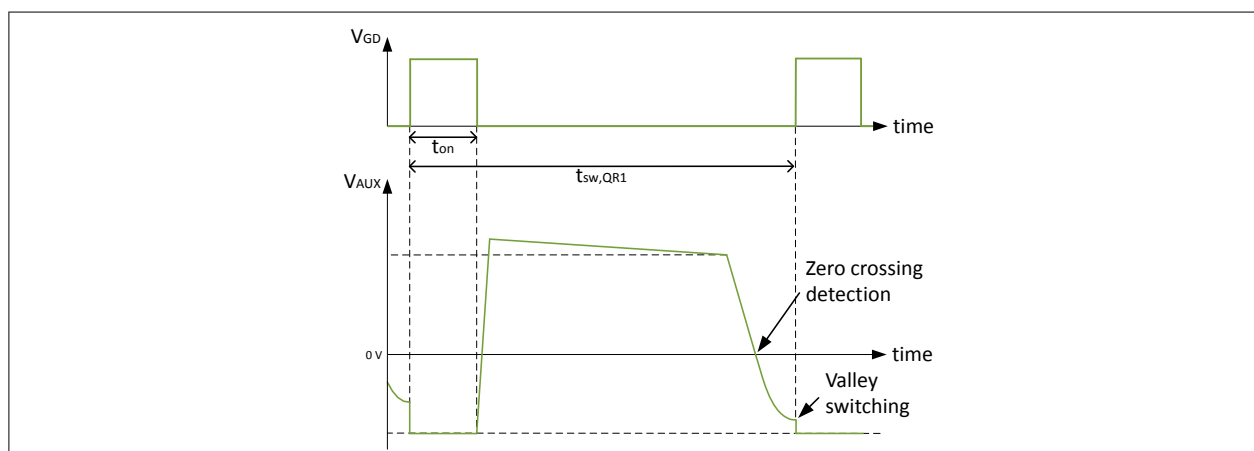 VGD
time
ton
tsw,QR1
VAUX
Zero crossing
detection
0 V
time
Valley
switching